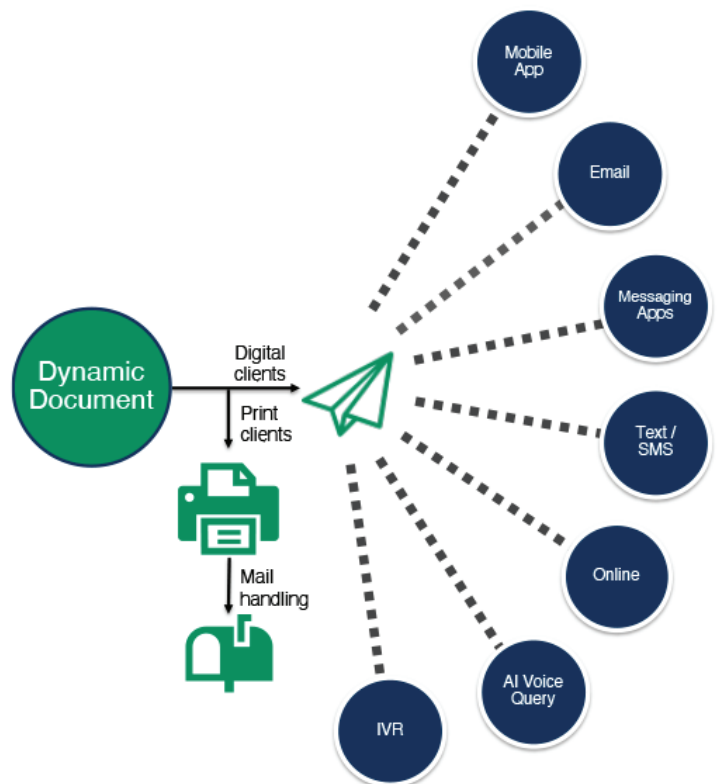 Mobile
App
Email
Messaging
Apps
Digital
clients
Dynamic
Document
Print
clients
Text /
SMS
Online
Mail
handling
AI Voice
Query
IVR